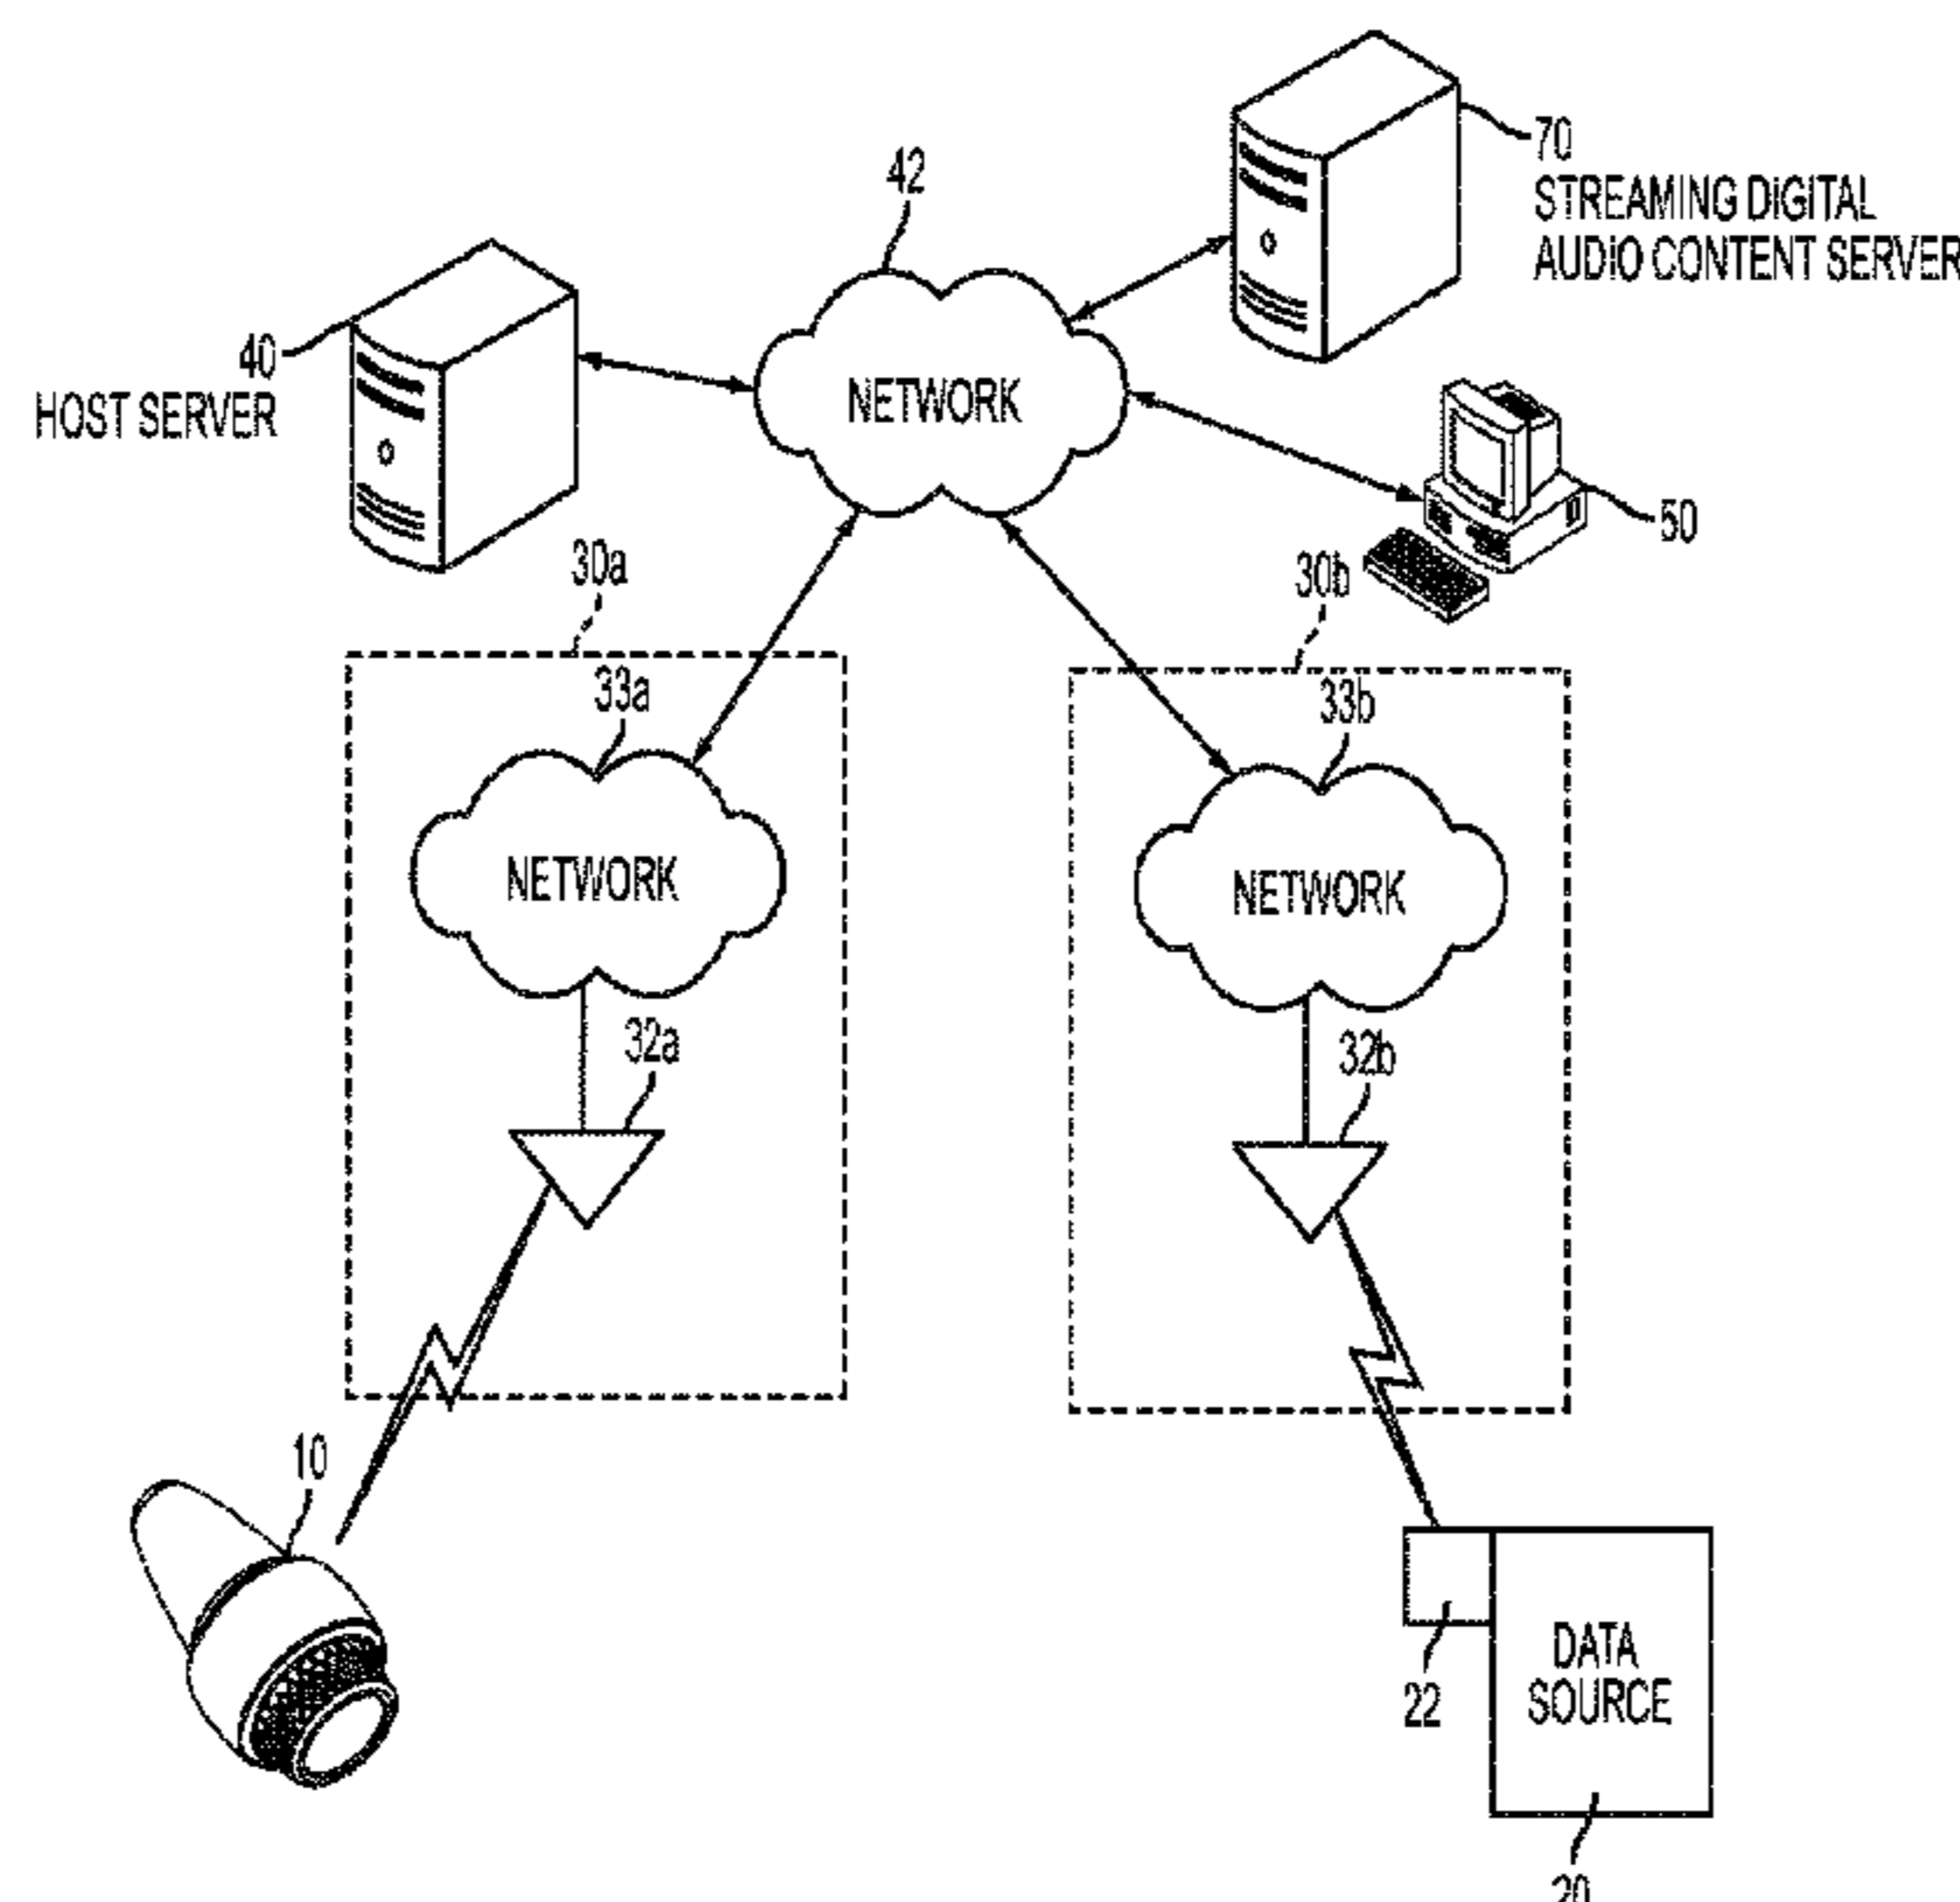 70
STREAMING DIGITAL
AUDIO CONTENT SERVER
42
40
HOST SERVER
NETWORK
50
30a
30b
33a
33b
NETWORK
NETWORK
32a
32b
10
22
DATA
SOURCE
20